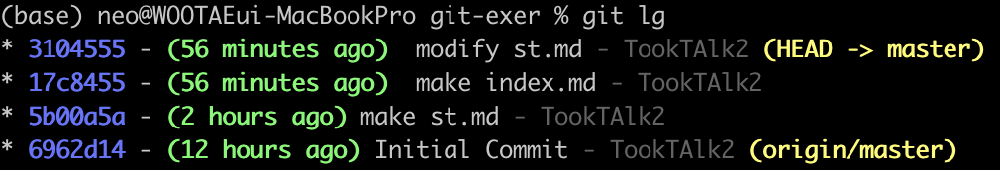 (base) neo@WOOTAEui-MacBookPro git-exer % git lg
* 3104555 - (56 minutes ago)  modify st.md - TookTAlk2 (HEAD -> master)
* 17c8455 - (56 minutes ago)  make index.md - TookTAlk2
* 5b00a5a - (2 hours ago) make st.md - TookTAlk2
* 6962d14 - (12 hours ago) Initial Commit - TookTAlk2 (origin/master)